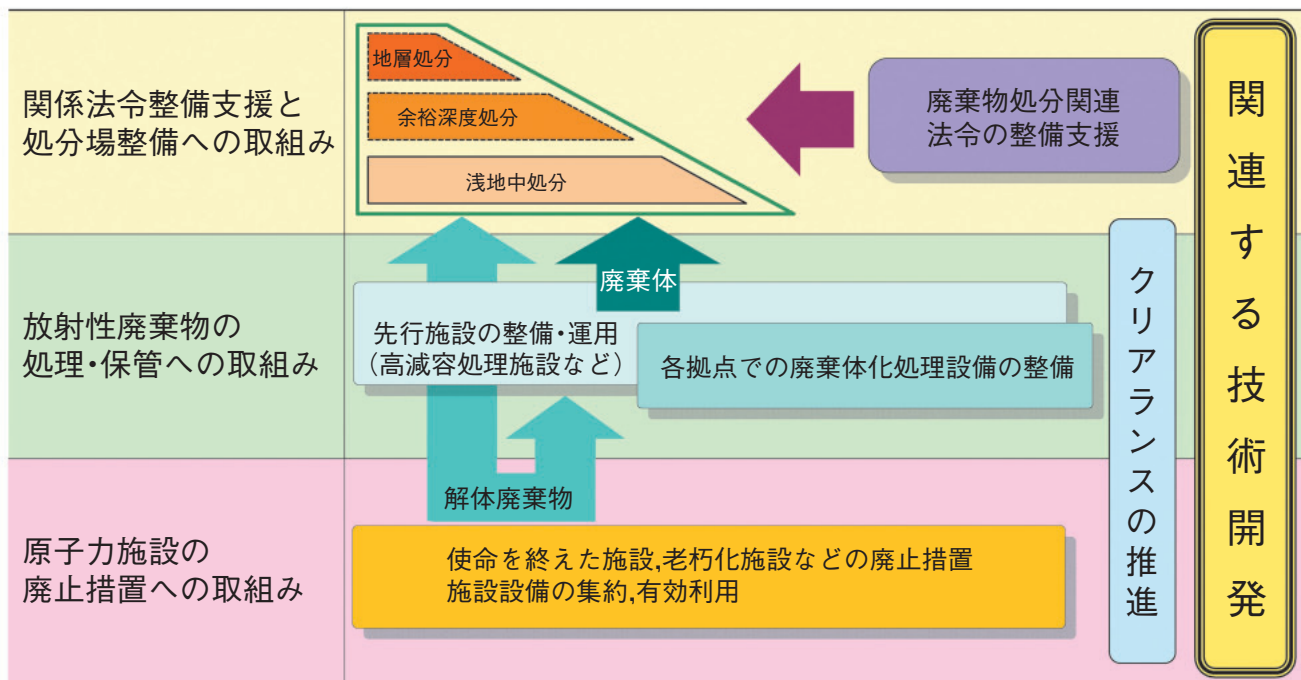 関係法令整備支援と
処分場整備への取組み
地層処分
余裕深度処分
浅地中処分
廃棄物処分関連
法令の整備支援
放射性廃棄物の
処理・保管への取組み
廃棄体
先行施設の整備・運用
（高減容処理施設など）
各拠点での廃棄体化処理設備の整備
原子力施設の
廃止措置への取組み
解体廃棄物
使命を終えた施設,老朽化施設などの廃止措置
施設設備の集約,有効利用
クリアランスの推進
関連する技術開発